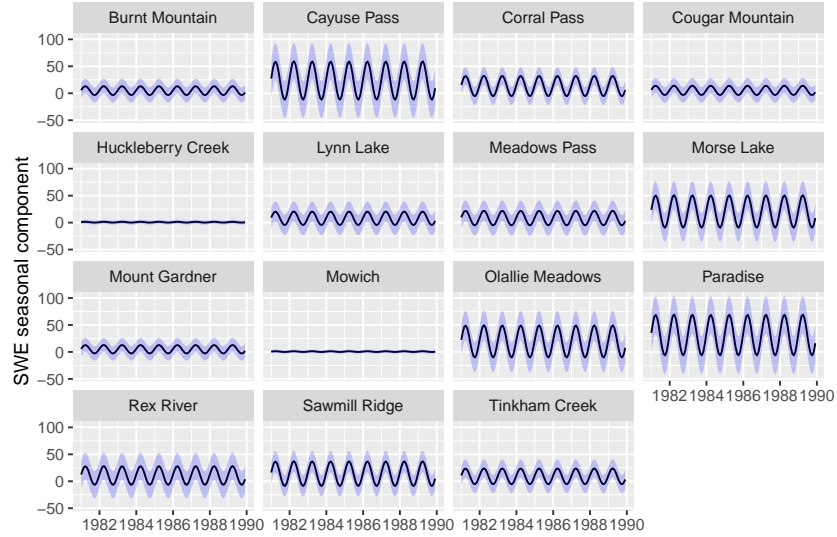 Burnt Mountain Cayuse Pass Corral Pass Cougar Mountain
100
50
0
−50
Huckleberry Creek Lynn Lake Meadows Pass Morse Lake
100
50
0
−50
Mount Gardner Mowich Olallie Meadows Paradise
100
50
0
−50
1982 1984 1986 1988 1990
Rex River Sawmill Ridge Tinkham Creek
100
50
0
−50
1982 1984 1986 1988 1990 1982 1984 1986 1988 1990 1982 1984 1986 1988 1990
SWE seasonal component